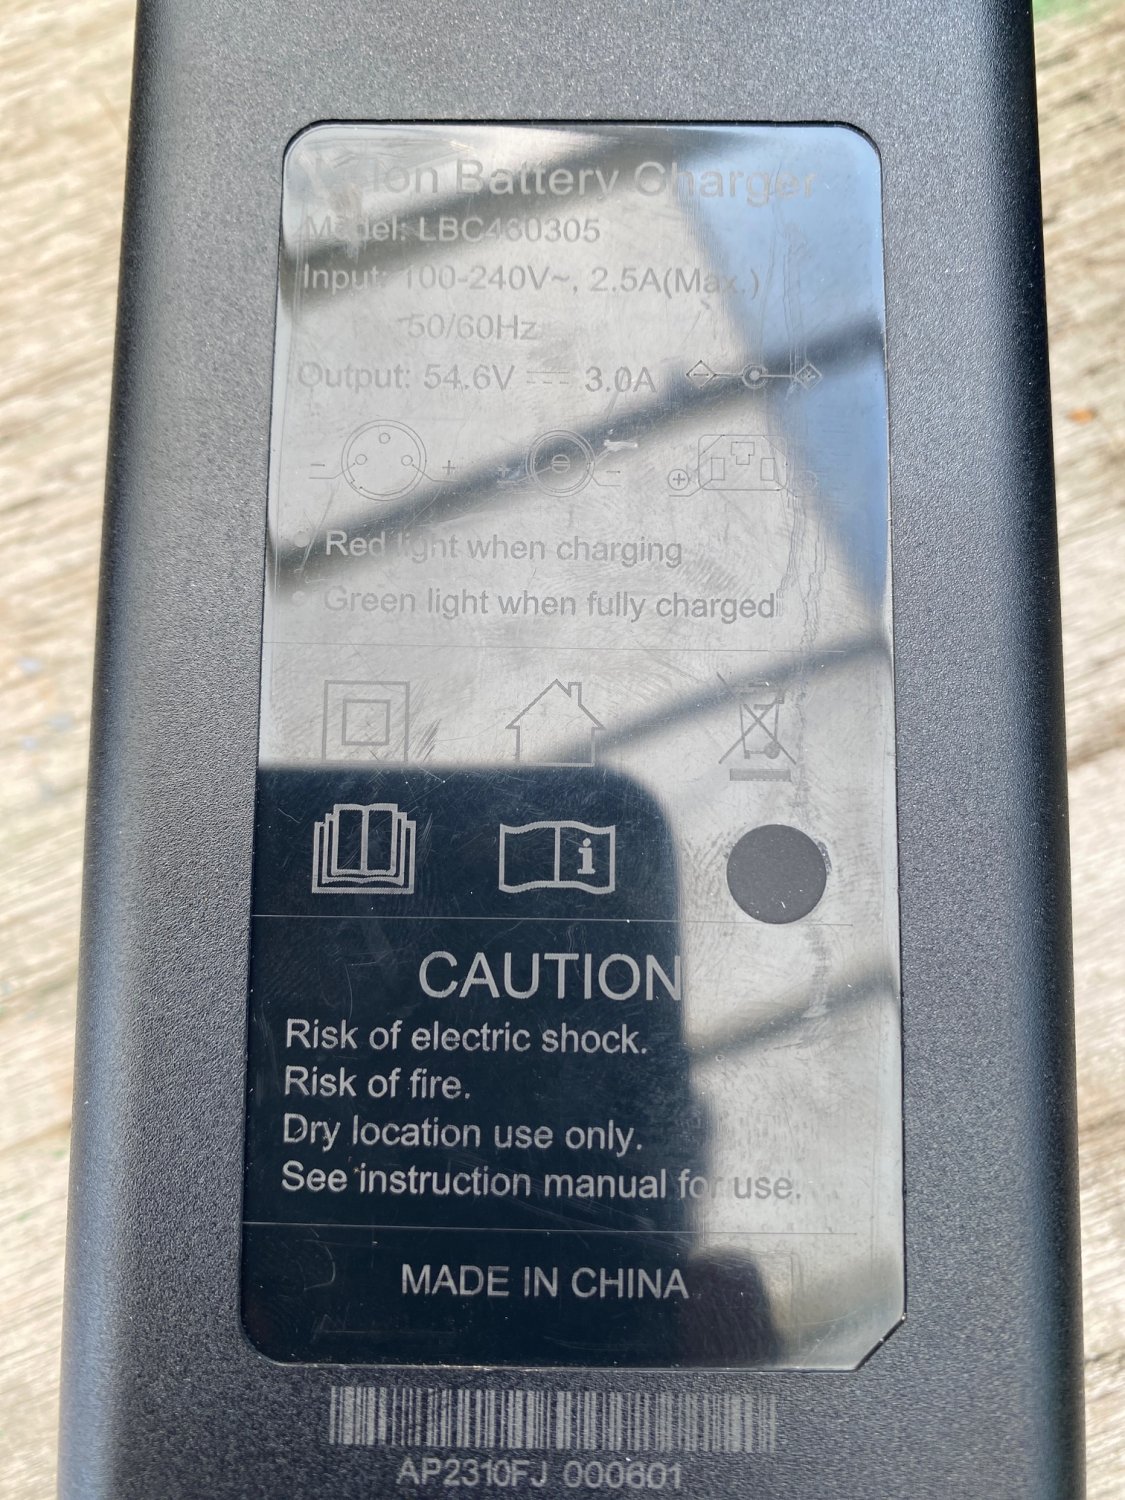 Ion Battery Charger
Model: LBC460305
Input: 100-240V~, 2.5A(Max.)
50/60Hz
Output: 54.6V ⎓ 3.0A
- +
+ -
+ -
• Red light when charging
• Green light when fully charged
i
CAUTION
Risk of electric shock.
Risk of fire.
Dry location use only.
See instruction manual for use.
MADE IN CHINA
AP2310FJ 000601